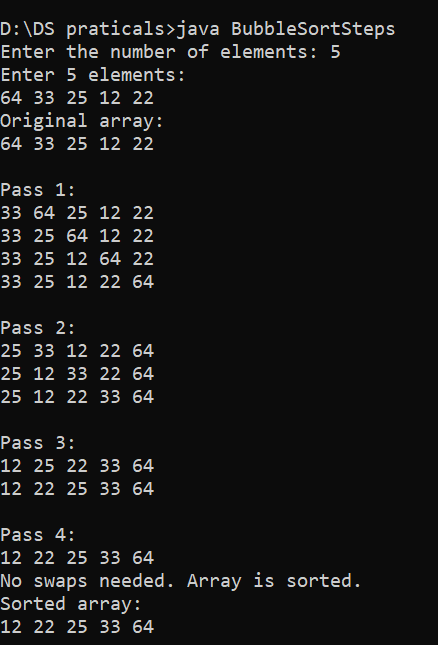 D:\DS praticals>java BubbleSortSteps
Enter the number of elements: 5
Enter 5 elements:
64 33 25 12 22
Original array:
64 33 25 12 22
Pass 1:
33 64 25 12 22
33 25 64 12 22
33 25 12 64 22
33 25 12 22 64
Pass 2:
25 33 12 22 64
25 12 33 22 64
25 12 22 33 64
Pass 3:
12 25 22 33 64
12 22 25 33 64
Pass 4:
12 22 25 33 64
No swaps needed. Array is sorted.
Sorted array:
12 22 25 33 64